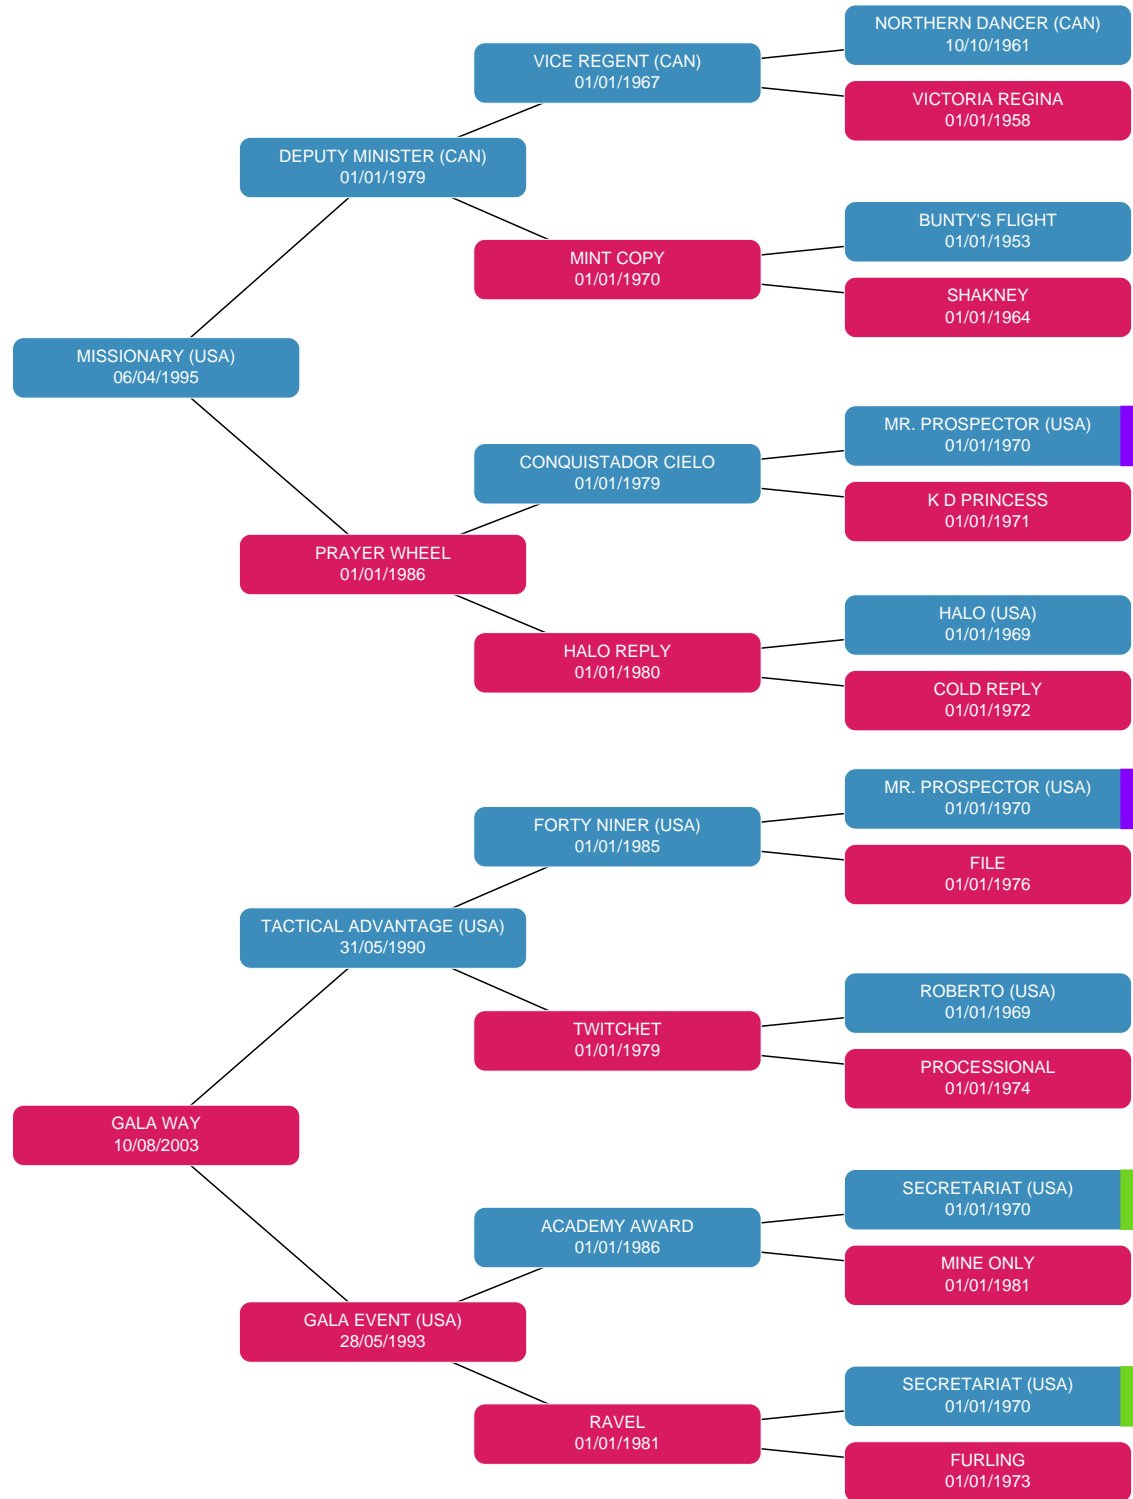 NORTHERN DANCER (CAN)
10/10/1961
VICE REGENT (CAN)
01/01/1967
VICTORIA REGINA
01/01/1958
DEPUTY MINISTER (CAN)
01/01/1979
BUNTY'S FLIGHT
01/01/1953
MINT COPY
01/01/1970
SHAKNEY
01/01/1964
MISSIONARY (USA)
06/04/1995
MR. PROSPECTOR (USA)
01/01/1970
CONQUISTADOR CIELO
01/01/1979
K D PRINCESS
01/01/1971
PRAYER WHEEL
01/01/1986
HALO (USA)
01/01/1969
HALO REPLY
01/01/1980
COLD REPLY
01/01/1972
MR. PROSPECTOR (USA)
01/01/1970
FORTY NINER (USA)
01/01/1985
FILE
01/01/1976
TACTICAL ADVANTAGE (USA)
31/05/1990
ROBERTO (USA)
01/01/1969
TWITCHET
01/01/1979
PROCESSIONAL
01/01/1974
GALA WAY
10/08/2003
SECRETARIAT (USA)
01/01/1970
ACADEMY AWARD
01/01/1986
MINE ONLY
01/01/1981
GALA EVENT (USA)
28/05/1993
SECRETARIAT (USA)
01/01/1970
RAVEL
01/01/1981
FURLING
01/01/1973